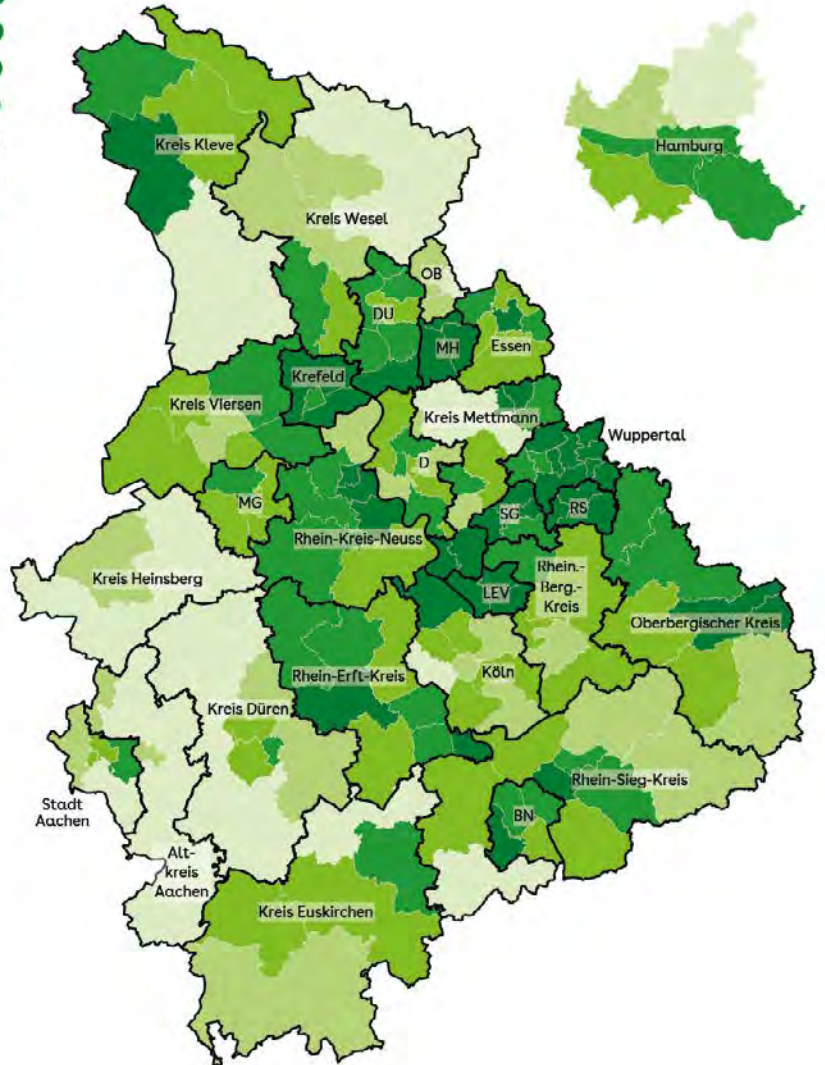 Hamburg
Kreis Kleve
Kreis Wesel
OB
DU
MH
Essen
Krefeld
Kreis Viersen
Kreis Mettmann
Wuppertal
D
MG
SG
RS
Rhein-Kreis-Neuss
Kreis Heinsberg
LEV
Rhein.-
Berg.-
Kreis
Oberbergischer Kreis
Rhein-Erft-Kreis
Köln
Kreis Düren
Rhein-Sieg-Kreis
Stadt
Aachen
BN
Alt-
kreis
Aachen
Kreis Euskirchen